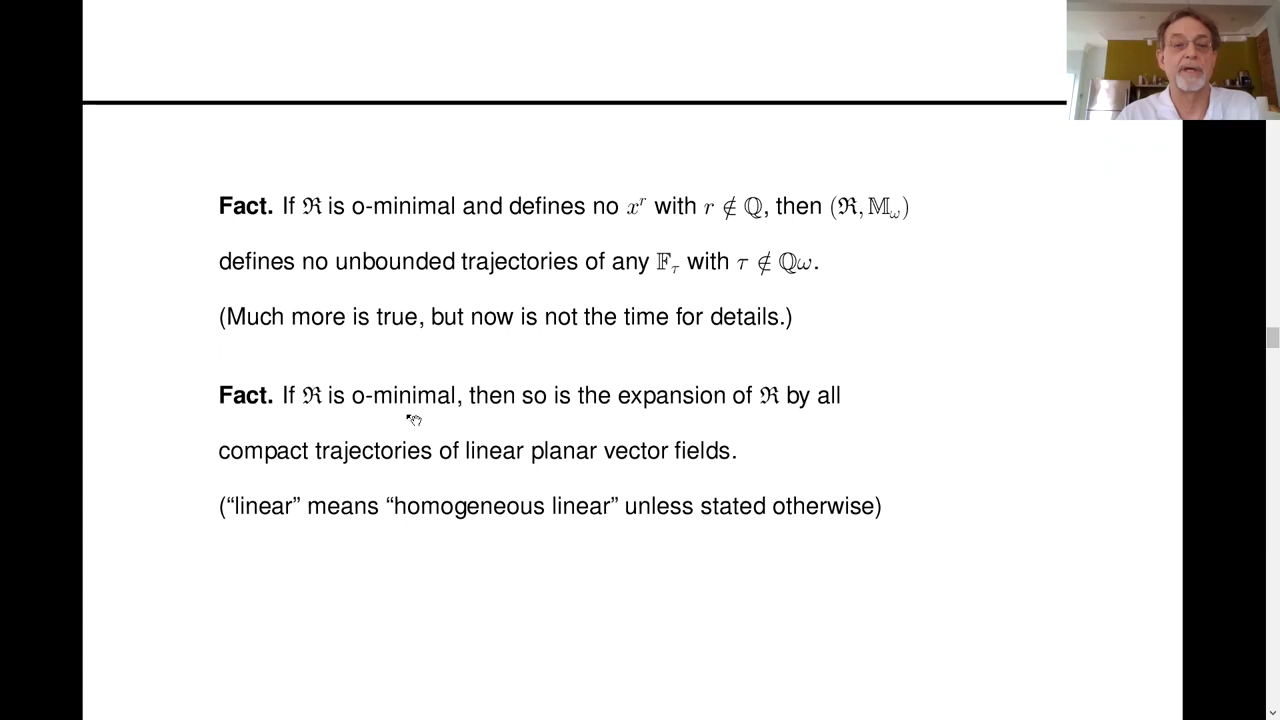 Fact. If ℜ is o-minimal and defines no xʳ with r ∉ ℚ, then (ℜ, 𝕄_ω)
defines no unbounded trajectories of any 𝔽_τ with τ ∉ ℚω.
(Much more is true, but now is not the time for details.)
Fact. If ℜ is o-minimal, then so is the expansion of ℜ by all
compact trajectories of linear planar vector fields.
(“linear” means “homogeneous linear” unless stated otherwise)